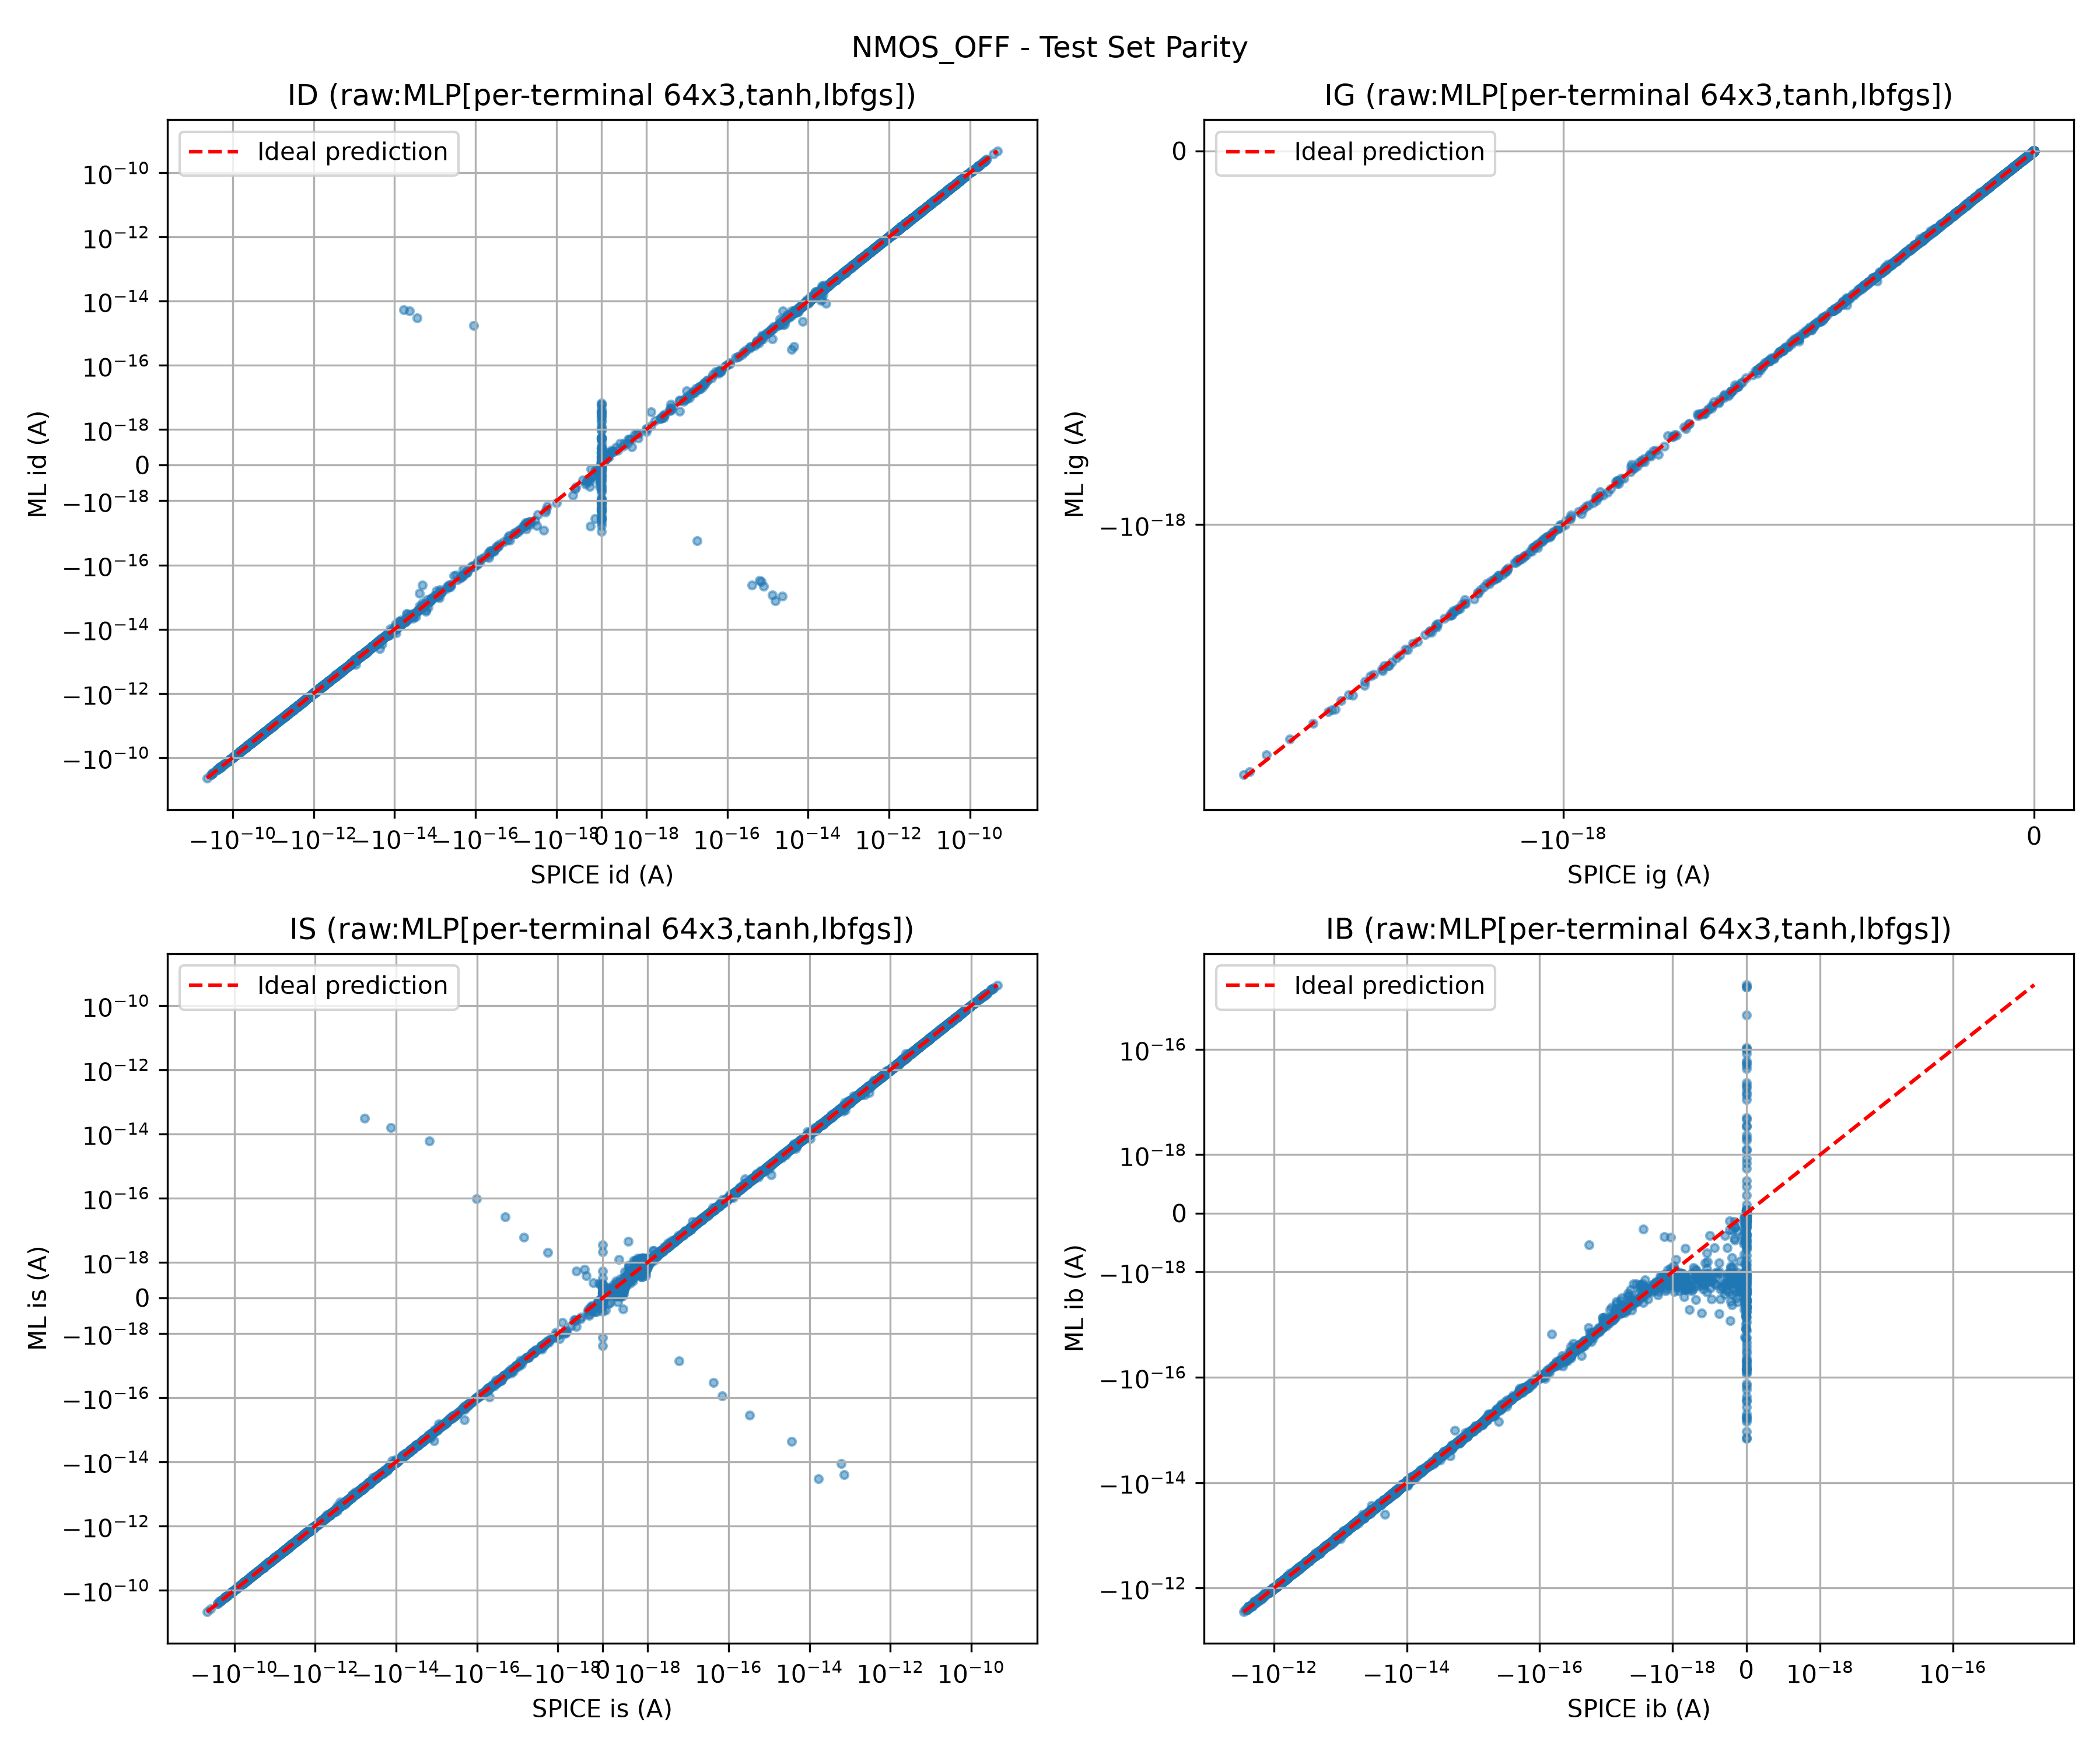 NMOS_OFF - Test Set Parity
ID (raw:MLP[per-terminal 64x3,tanh,lbfgs])
Ideal prediction
10⁻¹⁰
10⁻¹²
10⁻¹⁴
10⁻¹⁶
10⁻¹⁸
0
−10⁻¹⁸
−10⁻¹⁶
−10⁻¹⁴
−10⁻¹²
−10⁻¹⁰
ML id (A)
−10⁻¹⁰ −10⁻¹² −10⁻¹⁴ −10⁻¹⁶ −10⁻¹⁸ 0 10⁻¹⁸ 10⁻¹⁶ 10⁻¹⁴ 10⁻¹² 10⁻¹⁰
SPICE id (A)
IG (raw:MLP[per-terminal 64x3,tanh,lbfgs])
Ideal prediction
0
−10⁻¹⁸
ML ig (A)
−10⁻¹⁸ 0
SPICE ig (A)
IS (raw:MLP[per-terminal 64x3,tanh,lbfgs])
Ideal prediction
10⁻¹⁰
10⁻¹²
10⁻¹⁴
10⁻¹⁶
10⁻¹⁸
0
−10⁻¹⁸
−10⁻¹⁶
−10⁻¹⁴
−10⁻¹²
−10⁻¹⁰
ML is (A)
−10⁻¹⁰ −10⁻¹² −10⁻¹⁴ −10⁻¹⁶ −10⁻¹⁸ 0 10⁻¹⁸ 10⁻¹⁶ 10⁻¹⁴ 10⁻¹² 10⁻¹⁰
SPICE is (A)
IB (raw:MLP[per-terminal 64x3,tanh,lbfgs])
Ideal prediction
10⁻¹⁶
10⁻¹⁸
0
−10⁻¹⁸
−10⁻¹⁶
−10⁻¹⁴
−10⁻¹²
ML ib (A)
−10⁻¹² −10⁻¹⁴ −10⁻¹⁶ −10⁻¹⁸ 0 10⁻¹⁸ 10⁻¹⁶
SPICE ib (A)